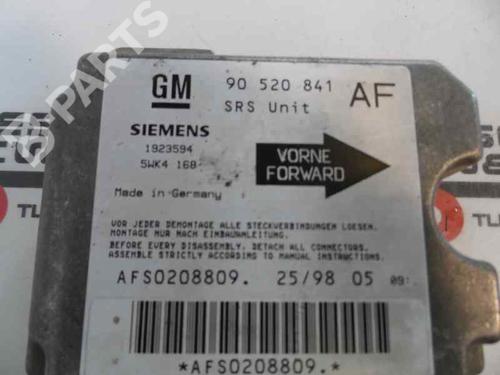 GM 90 520 841 AF
SRS Unit
SIEMENS
1923594
5WK4 168
VORNE
FORWARD
Made in Germany
VOR JEDER DEMONTAGE ALLE STECKVERBINDUNGEN LOESEN.
MONTAGE NUR NACH EINBAUANLEITUNG.
BEFORE EVERY DISASSEMBLY, DETACH ALL CONNECTORS.
ASSEMBLE STRICTLY ACCORDING TO MANUAL INSTRUCTIONS.
AFS0208809. 25/98 05 09:
*AFS0208809.*
B-PARTS